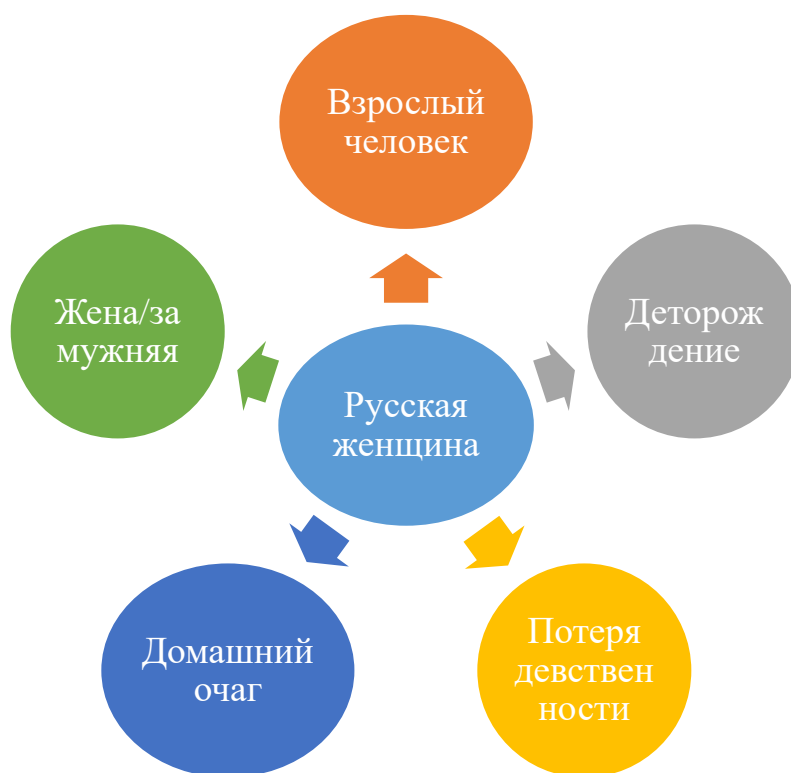 Взрослый
человек
Жена/за
мужняя
Деторож
дение
Русская
женщина
Домашний
очаг
Потеря
девствен
ности